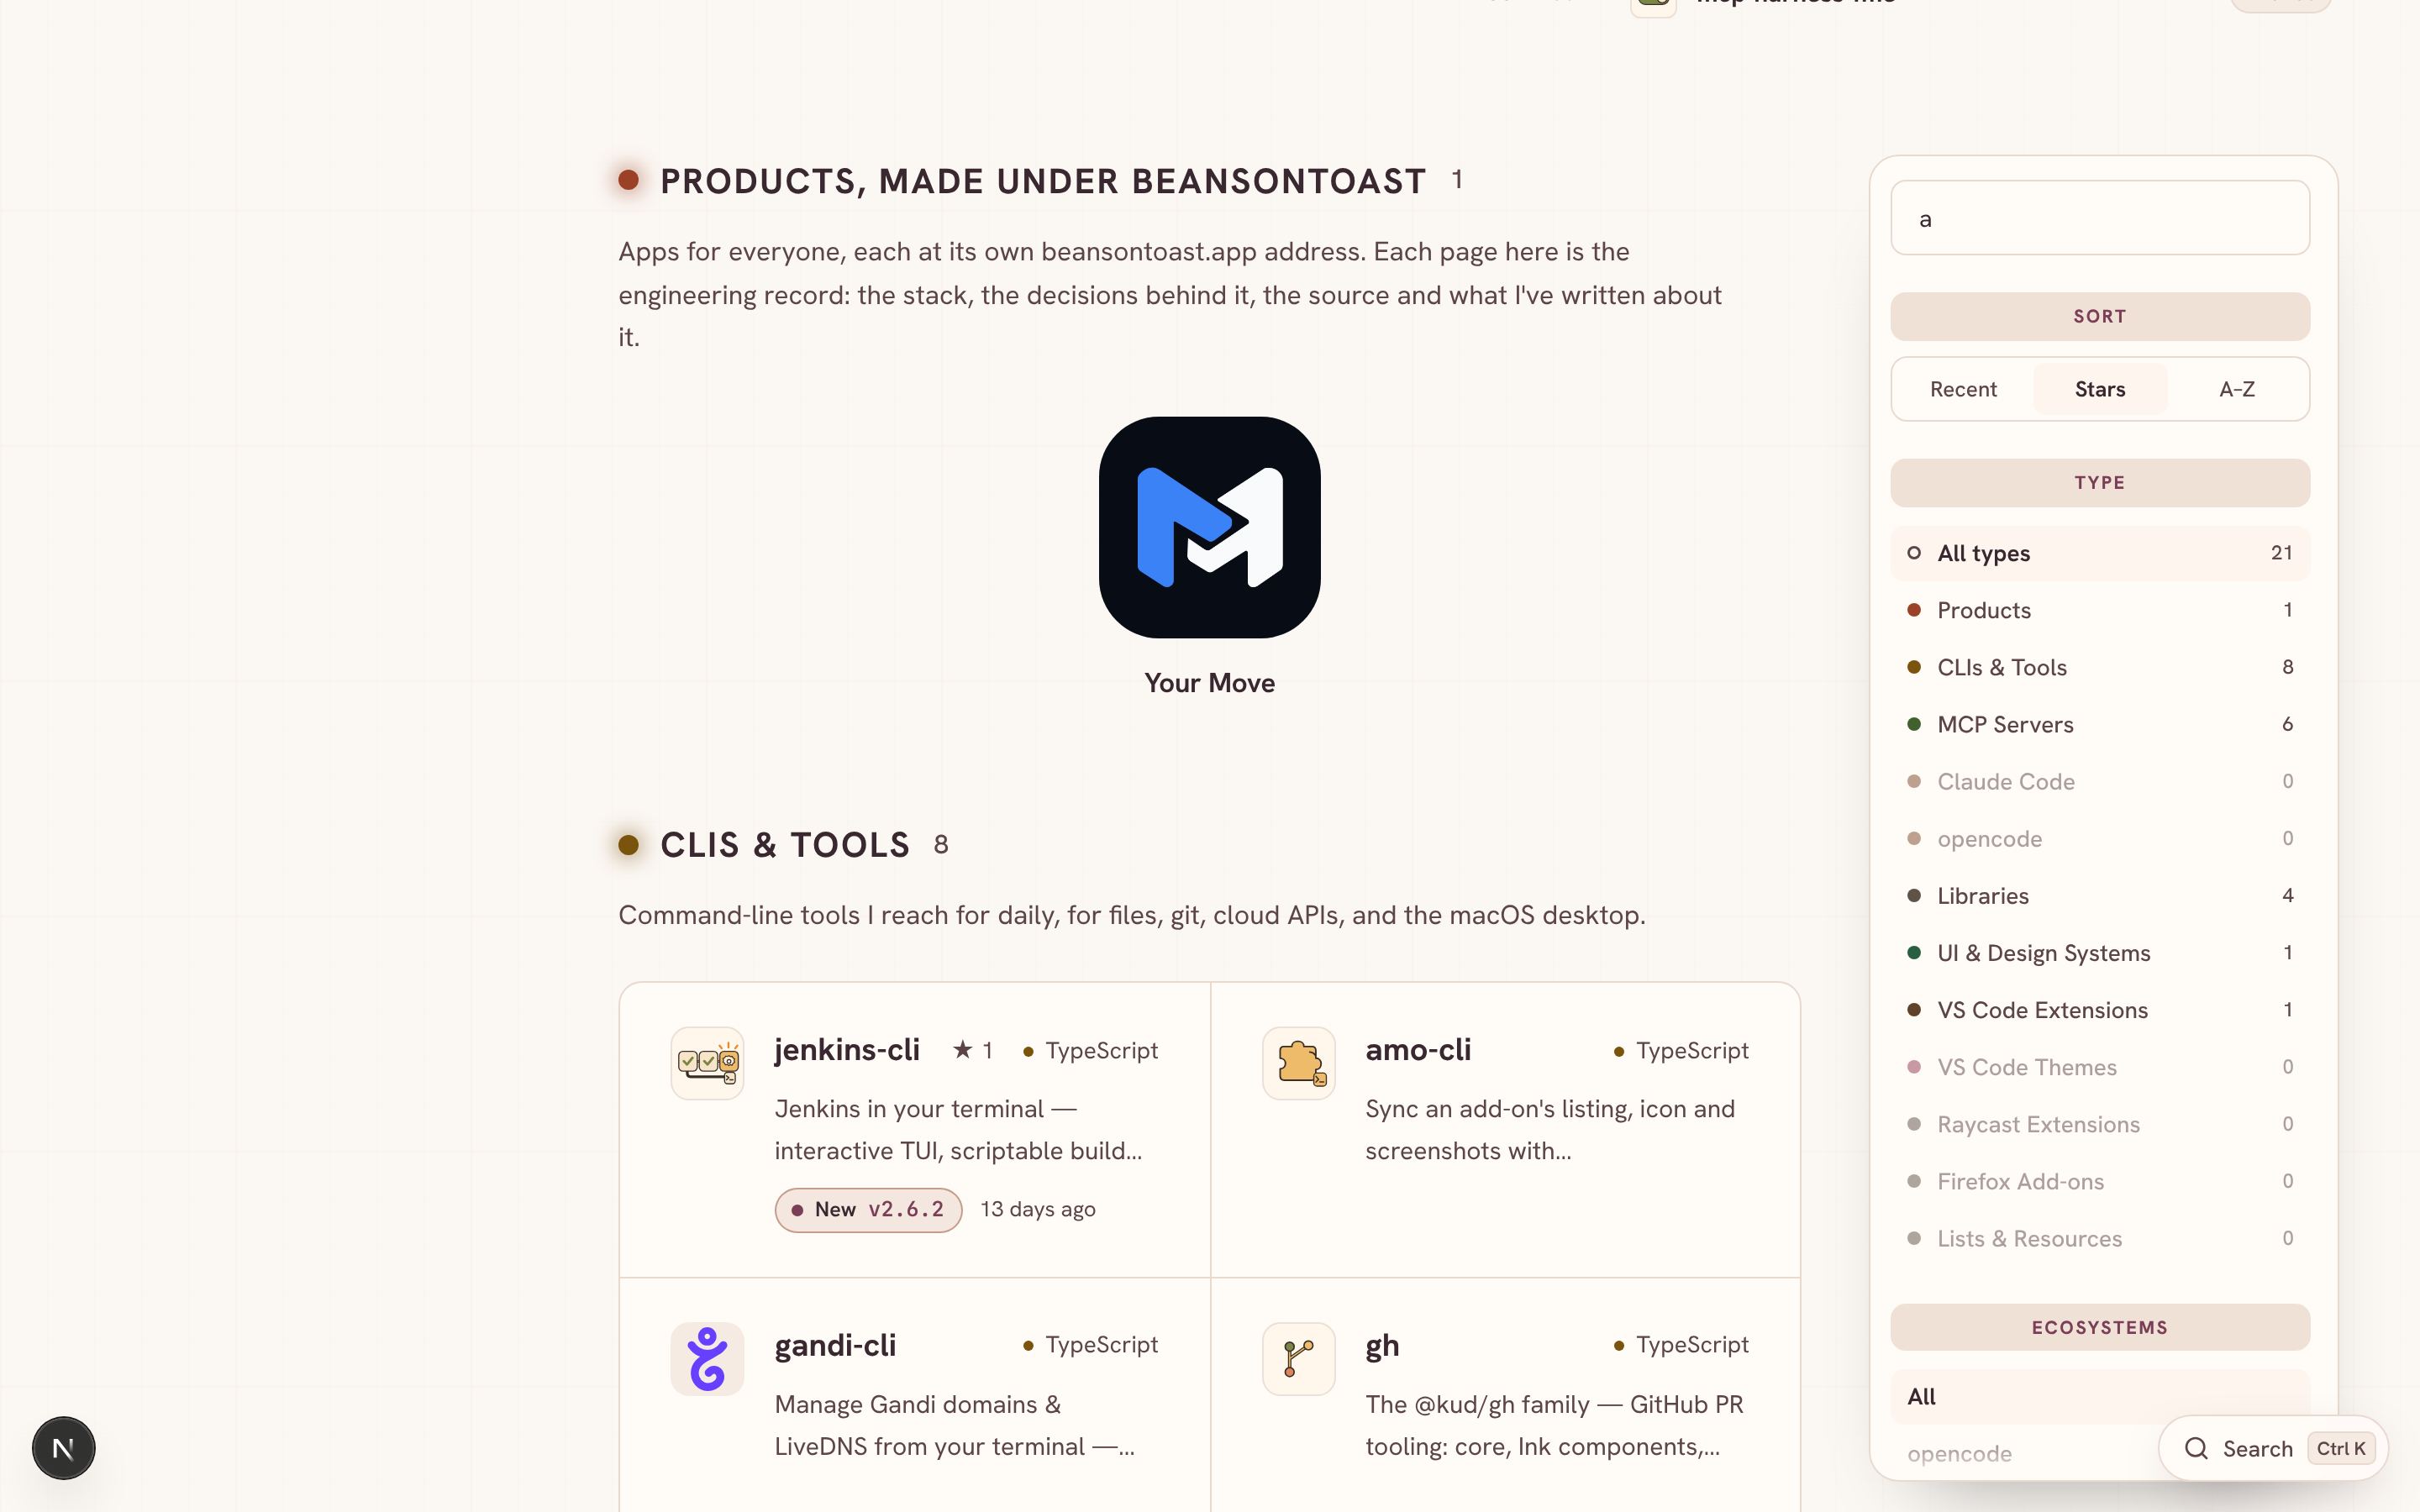 PRODUCTS, MADE UNDER BEANSONTOAST 1
Apps for everyone, each at its own beansontoast.app address. Each page here is the
engineering record: the stack, the decisions behind it, the source and what I've written about
it.
Your Move
CLIS & TOOLS 8
Command-line tools I reach for daily, for files, git, cloud APIs, and the macOS desktop.
jenkins-cli ★ 1 TypeScript
Jenkins in your terminal —
interactive TUI, scriptable build…
New v2.6.2 13 days ago
amo-cli TypeScript
Sync an add-on's listing, icon and
screenshots with…
gandi-cli TypeScript
Manage Gandi domains &
LiveDNS from your terminal —…
gh TypeScript
The @kud/gh family — GitHub PR
tooling: core, Ink components,…
a
SORT
Recent Stars A–Z
TYPE
All types 21
Products 1
CLIs & Tools 8
MCP Servers 6
Claude Code 0
opencode 0
Libraries 4
UI & Design Systems 1
VS Code Extensions 1
VS Code Themes 0
Raycast Extensions 0
Firefox Add-ons 0
Lists & Resources 0
ECOSYSTEMS
All
opencode
Search Ctrl K
N